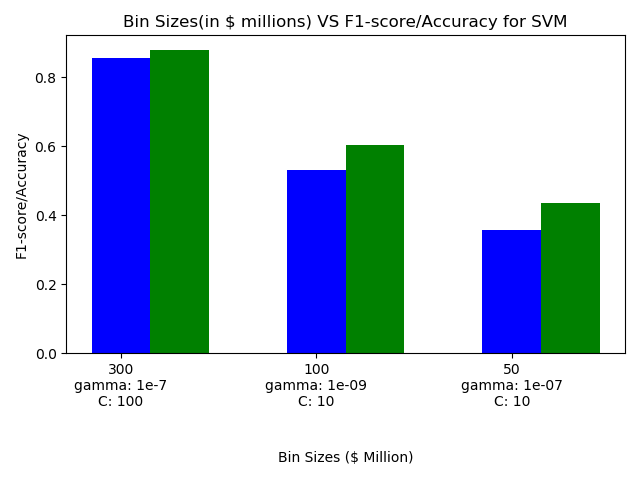 Bin Sizes(in $ millions) VS F1-score/Accuracy for SVM
F1-score/Accuracy
0.8
0.6
0.4
0.2
0.0
300 100 50
gamma: 1e-7 gamma: 1e-09 gamma: 1e-07
C: 100 C: 10 C: 10
Bin Sizes ($ Million)